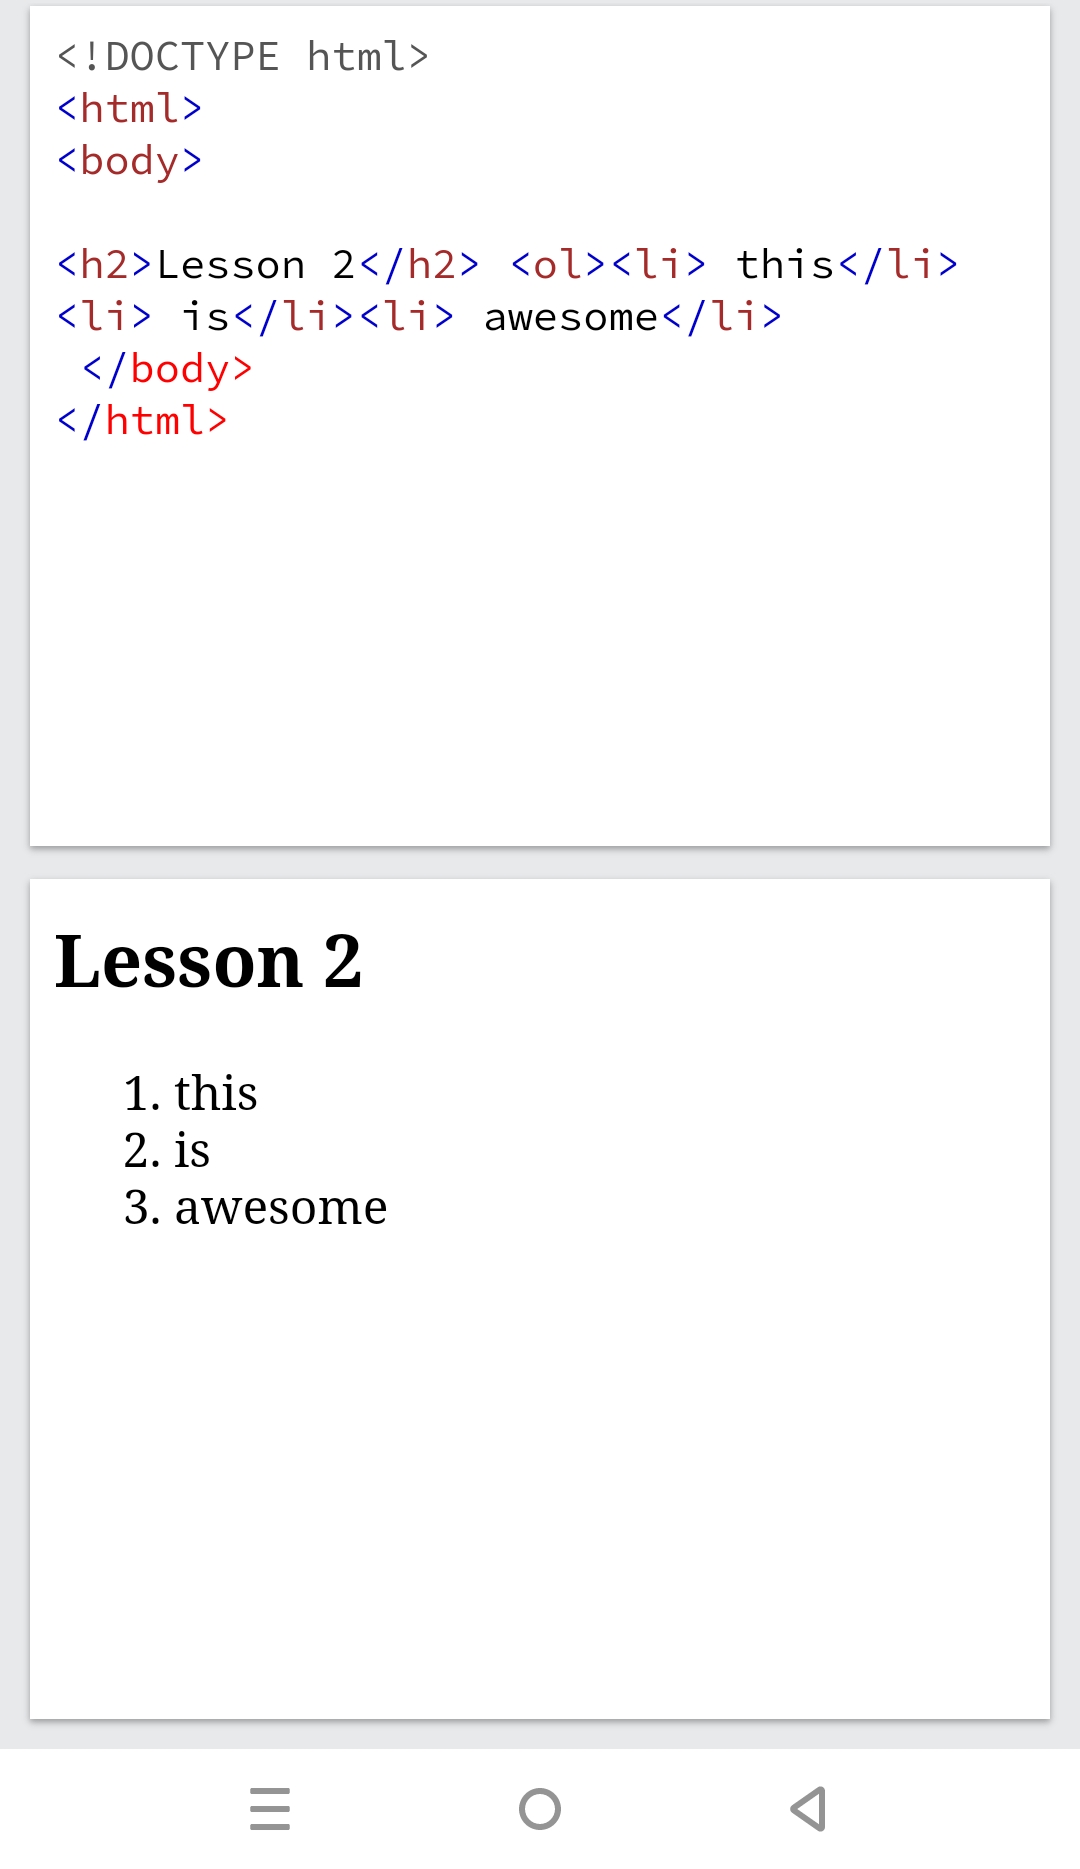 <!DOCTYPE html>
<html>
<body>
<h2>Lesson 2</h2> <ol><li> this</li>
<li> is</li><li> awesome</li>
</body>
</html>
Lesson 2
1. this
2. is
3. awesome